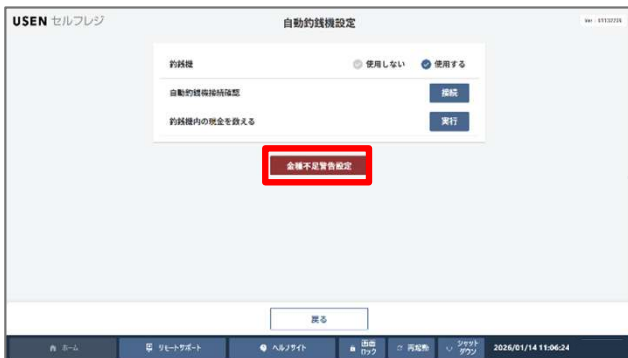 USEN セルフレジ
自動釣銭機設定
釣銭機
使用しない
使用する
自動釣銭機接続確認
接続
釣銭機内の現金を数える
実行
金種不足警告設定
戻る
ホーム
リモートサポート
ヘルプサイト
画面
ロック
再起動
シャット
ダウン
2026/01/14 11:06:24